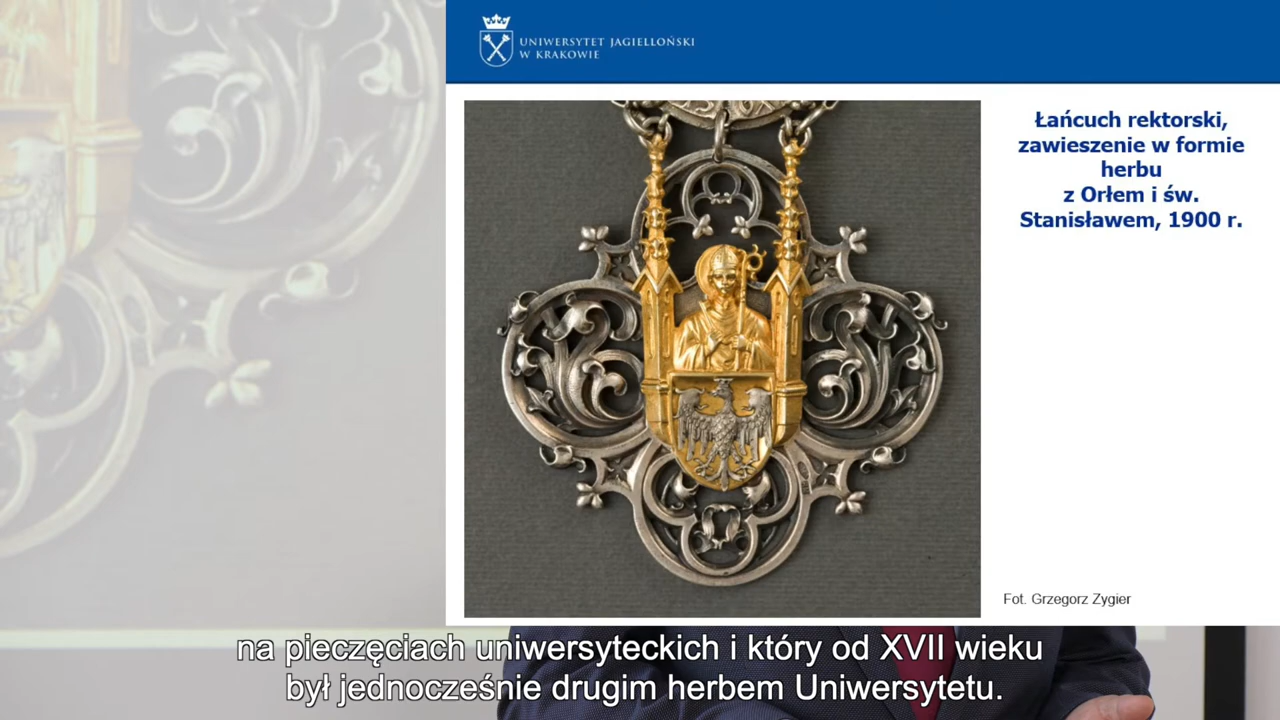 UNIWERSYTET JAGIELLOŃSKI
W KRAKOWIE
Łańcuch rektorski,
zawieszenie w formie
herbu
z Orłem i św.
Stanisławem, 1900 r.
Fot. Grzegorz Zygier
na pieczęciach uniwersyteckich i który od XVII wieku
był jednocześnie drugim herbem Uniwersytetu.